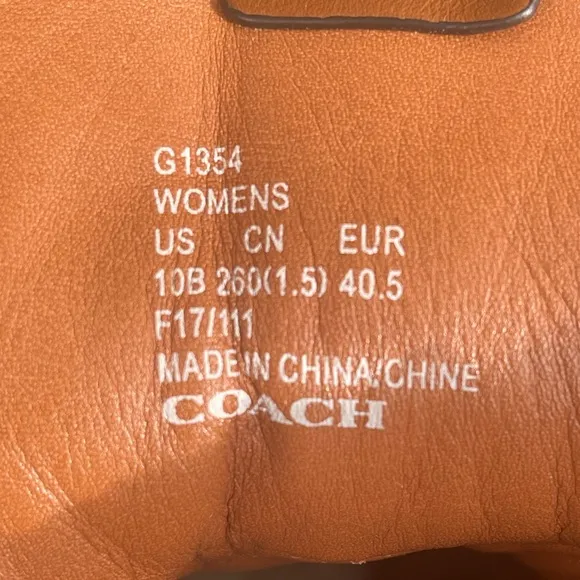 G1354
WOMENS
US CN EUR
10B 260(1.5) 40.5
F17/111
MADE IN CHINA/CHINE
COACH